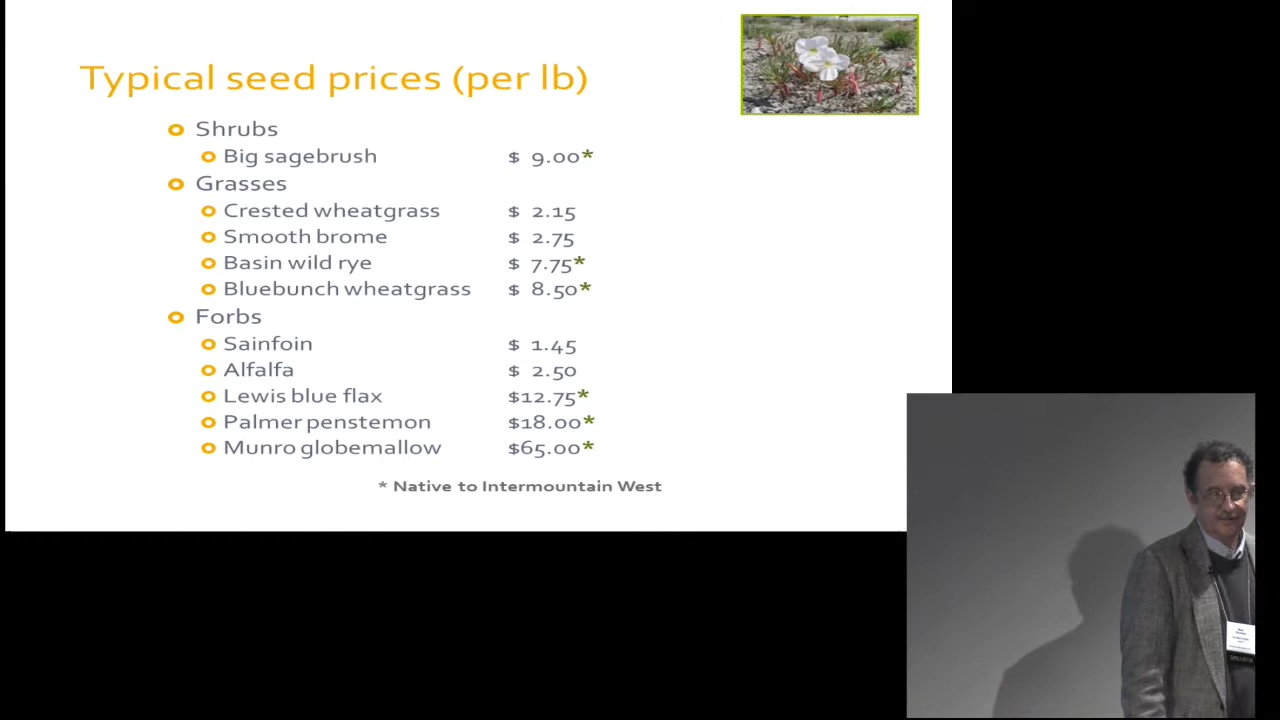 Typical seed prices (per lb)
Shrubs
Big sagebrush $ 9.00*
Grasses
Crested wheatgrass $ 2.15
Smooth brome $ 2.75
Basin wild rye $ 7.75*
Bluebunch wheatgrass $ 8.50*
Forbs
Sainfoin $ 1.45
Alfalfa $ 2.50
Lewis blue flax $12.75*
Palmer penstemon $18.00*
Munro globemallow $65.00*
* Native to Intermountain West